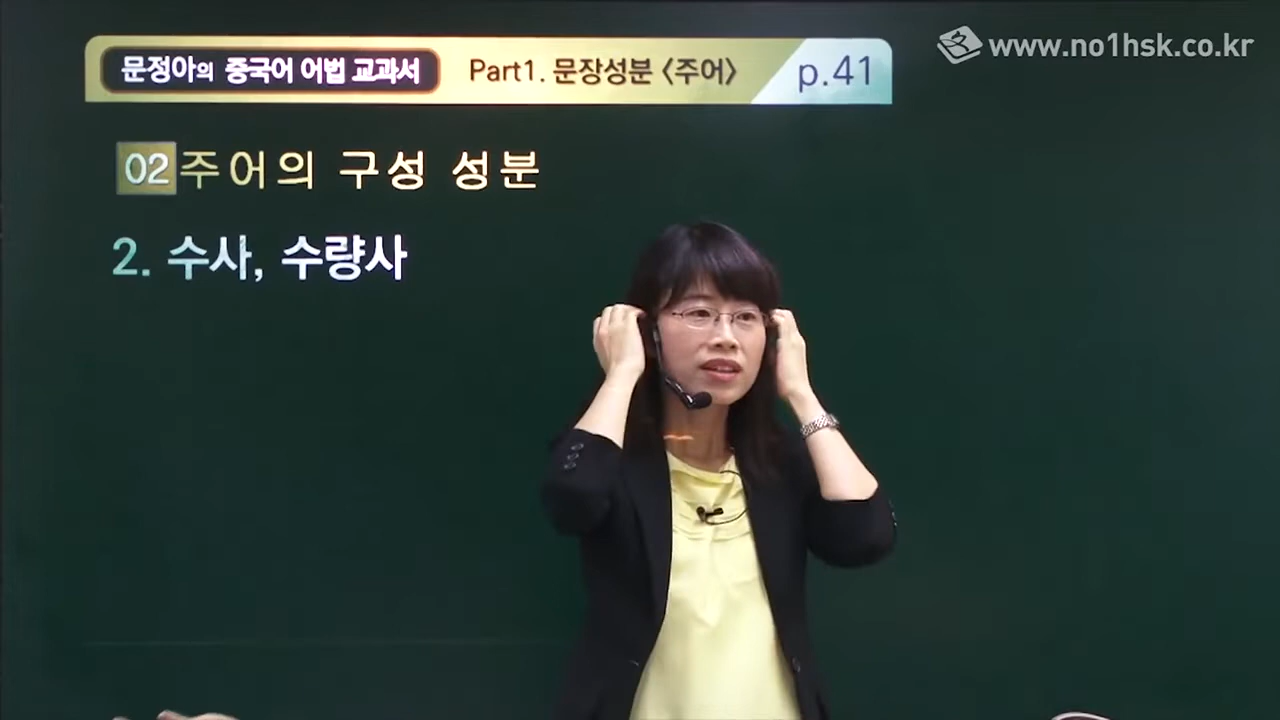 www.no1hsk.co.kr
문정아의 중국어 어법 교과서 Part1. 문장성분 <주어> p.41
02 주어의 구성 성분
2. 수사, 수량사